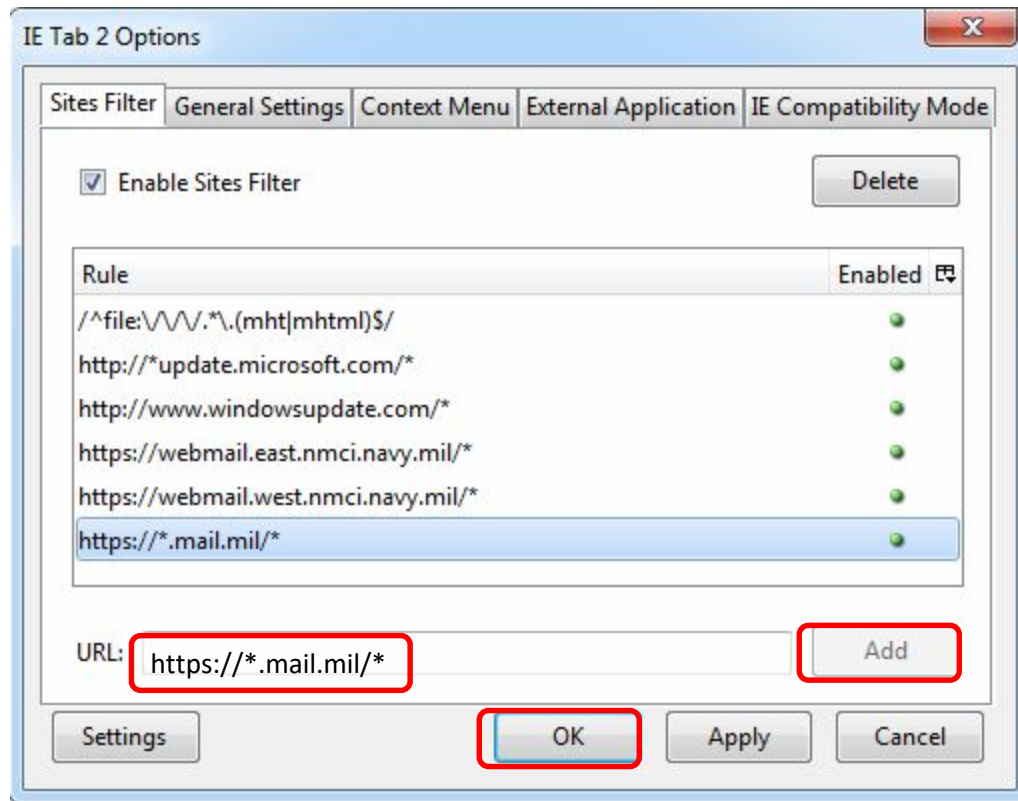 IE Tab 2 Options
Sites Filter General Settings Context Menu External Application IE Compatibility Mode
Enable Sites Filter Delete
Rule Enabled
/^file:\/\/\/.*\.(mht|mhtml)$/
http://*update.microsoft.com/*
http://www.windowsupdate.com/*
https://webmail.east.nmci.navy.mil/*
https://webmail.west.nmci.navy.mil/*
https://*.mail.mil/*
URL: https://*.mail.mil/* Add
Settings OK Apply Cancel